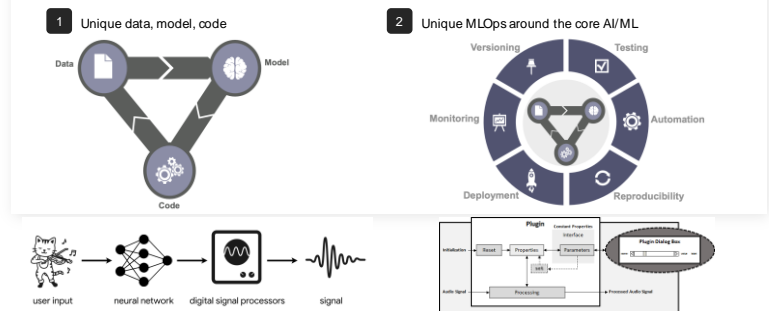 1 Unique data, model, code
Data
Model
Code
2 Unique MLOps around the core AI/ML
Versioning
Testing
Monitoring
Automation
Deployment
Reproducibility
user input
neural network
digital signal processors
signal
Plugin
Constant Properties
Interface
Initialization
Reset
Properties
Parameters
Plugin Dialog Box
Audio Signal
Processing
Processed Audio Signal